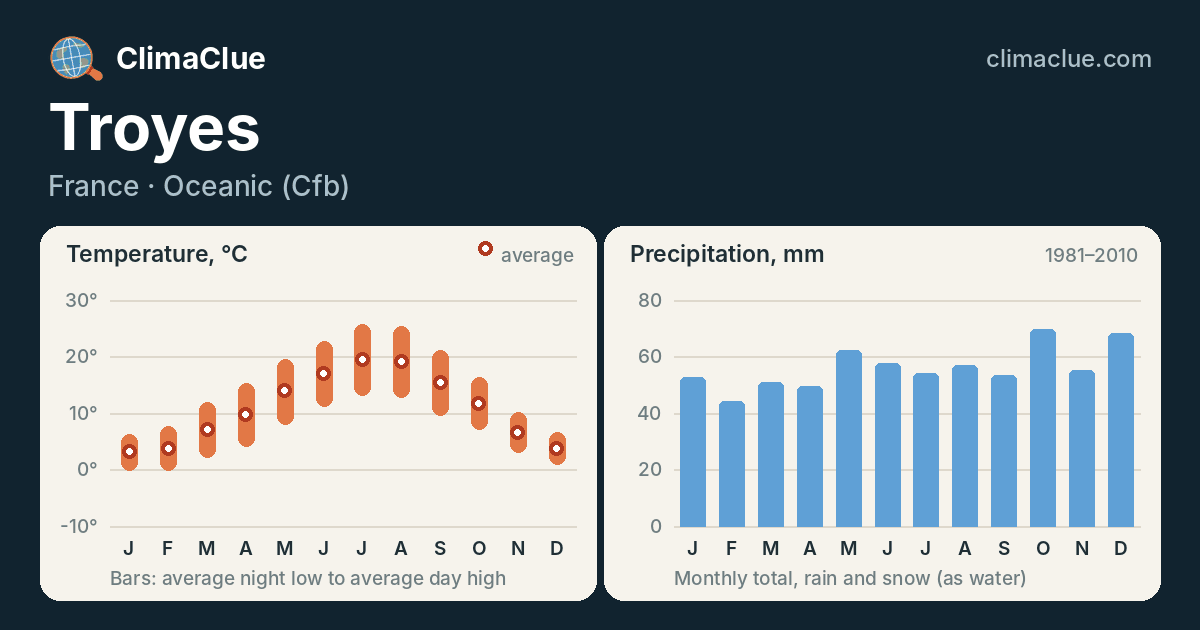 ClimaClue
climaclue.com
Troyes
France · Oceanic (Cfb)
Temperature, °C
average
30°
20°
10°
0°
-10°
J F M A M J J A S O N D
Bars: average night low to average day high
Precipitation, mm
1981–2010
80
60
40
20
0
J F M A M J J A S O N D
Monthly total, rain and snow (as water)